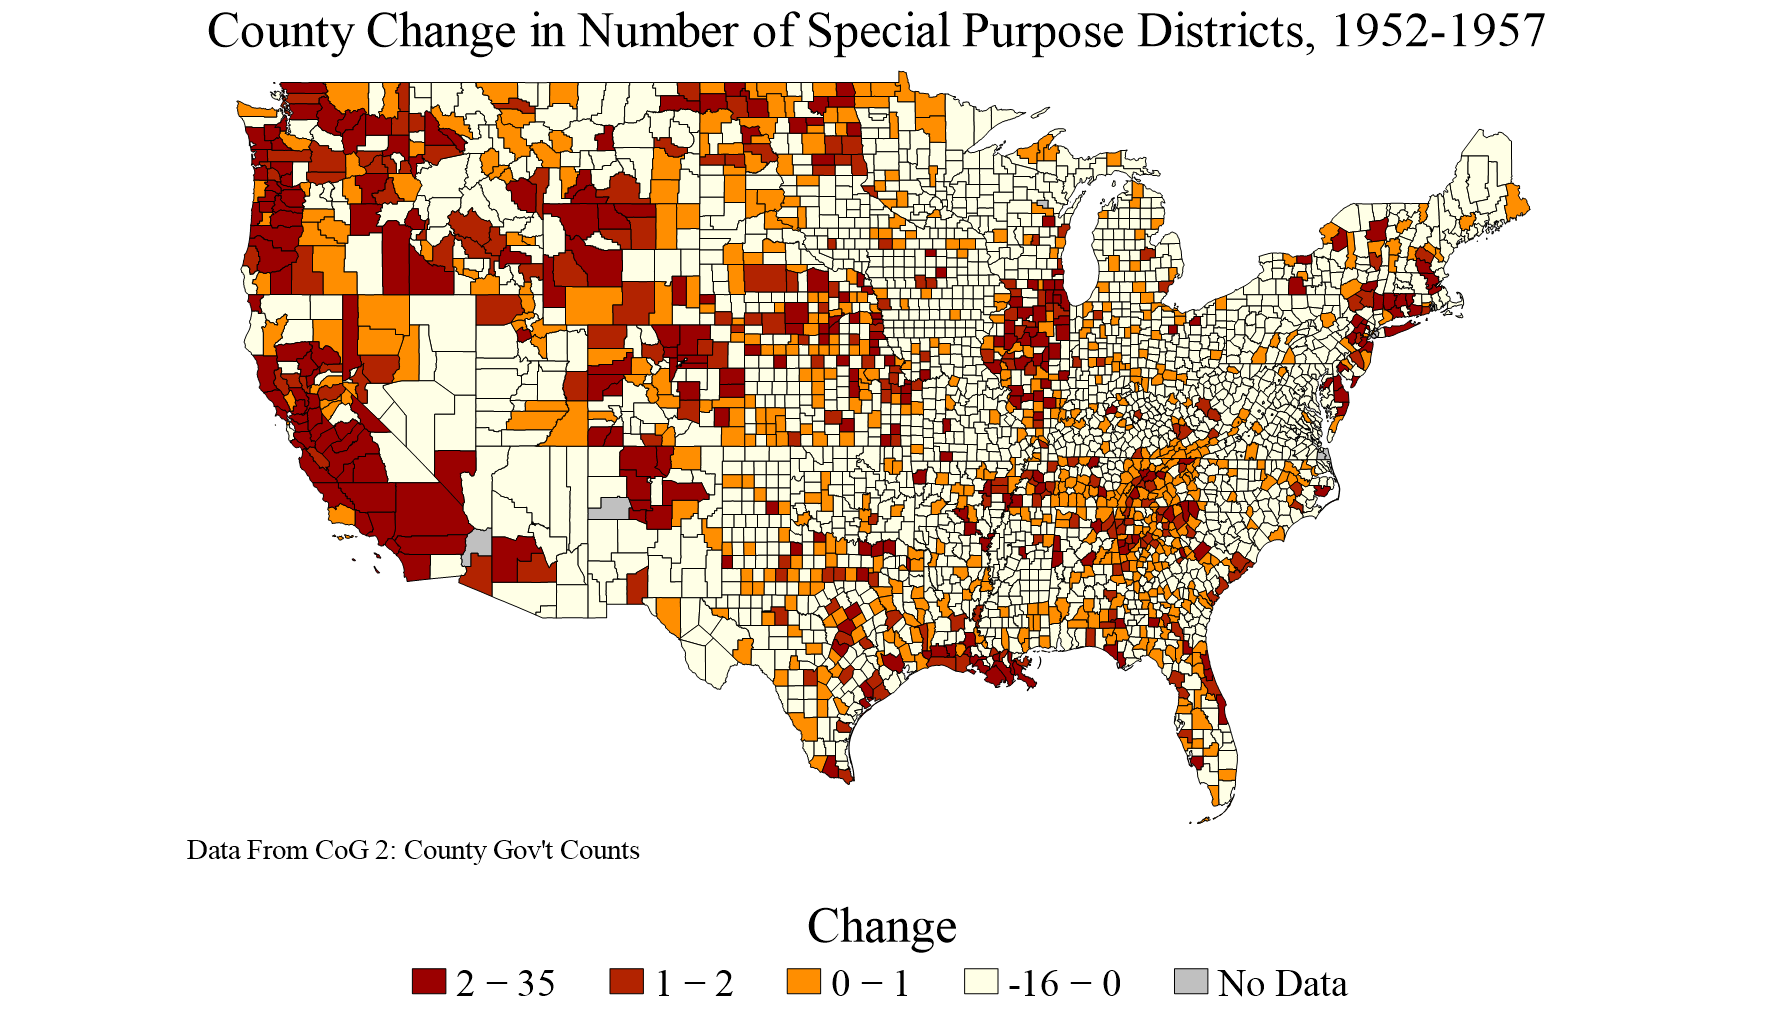 County Change in Number of Special Purpose Districts, 1952-1957
Data From CoG 2: County Gov't Counts
Change
2 − 35 1 − 2 0 − 1 -16 − 0 No Data